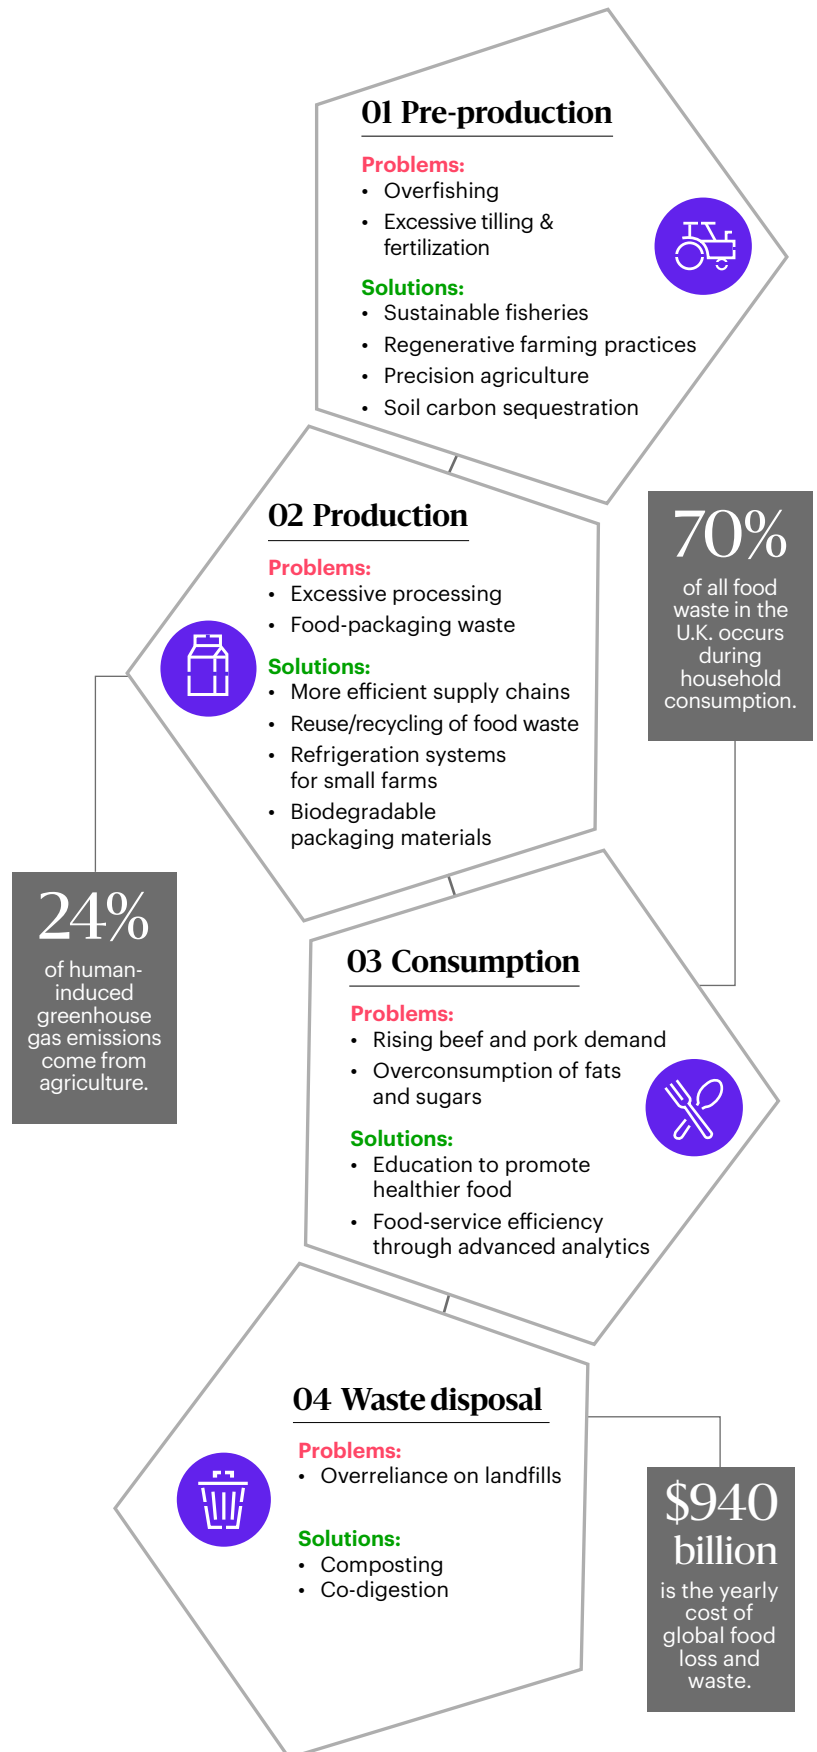 01 Pre-production
Problems:
• Overfishing
• Excessive tilling &
fertilization
Solutions:
• Sustainable fisheries
• Regenerative farming practices
• Precision agriculture
• Soil carbon sequestration
02 Production
Problems:
• Excessive processing
• Food-packaging waste
Solutions:
• More efficient supply chains
• Reuse/recycling of food waste
• Refrigeration systems
for small farms
• Biodegradable
packaging materials
70%
of all food
waste in the
U.K. occurs
during
household
consumption.
24%
of human-
induced
greenhouse
gas emissions
come from
agriculture.
03 Consumption
Problems:
• Rising beef and pork demand
• Overconsumption of fats
and sugars
Solutions:
• Education to promote
healthier food
• Food-service efficiency
through advanced analytics
04 Waste disposal
Problems:
• Overreliance on landfills
Solutions:
• Composting
• Co-digestion
$940
billion
is the yearly
cost of
global food
loss and
waste.